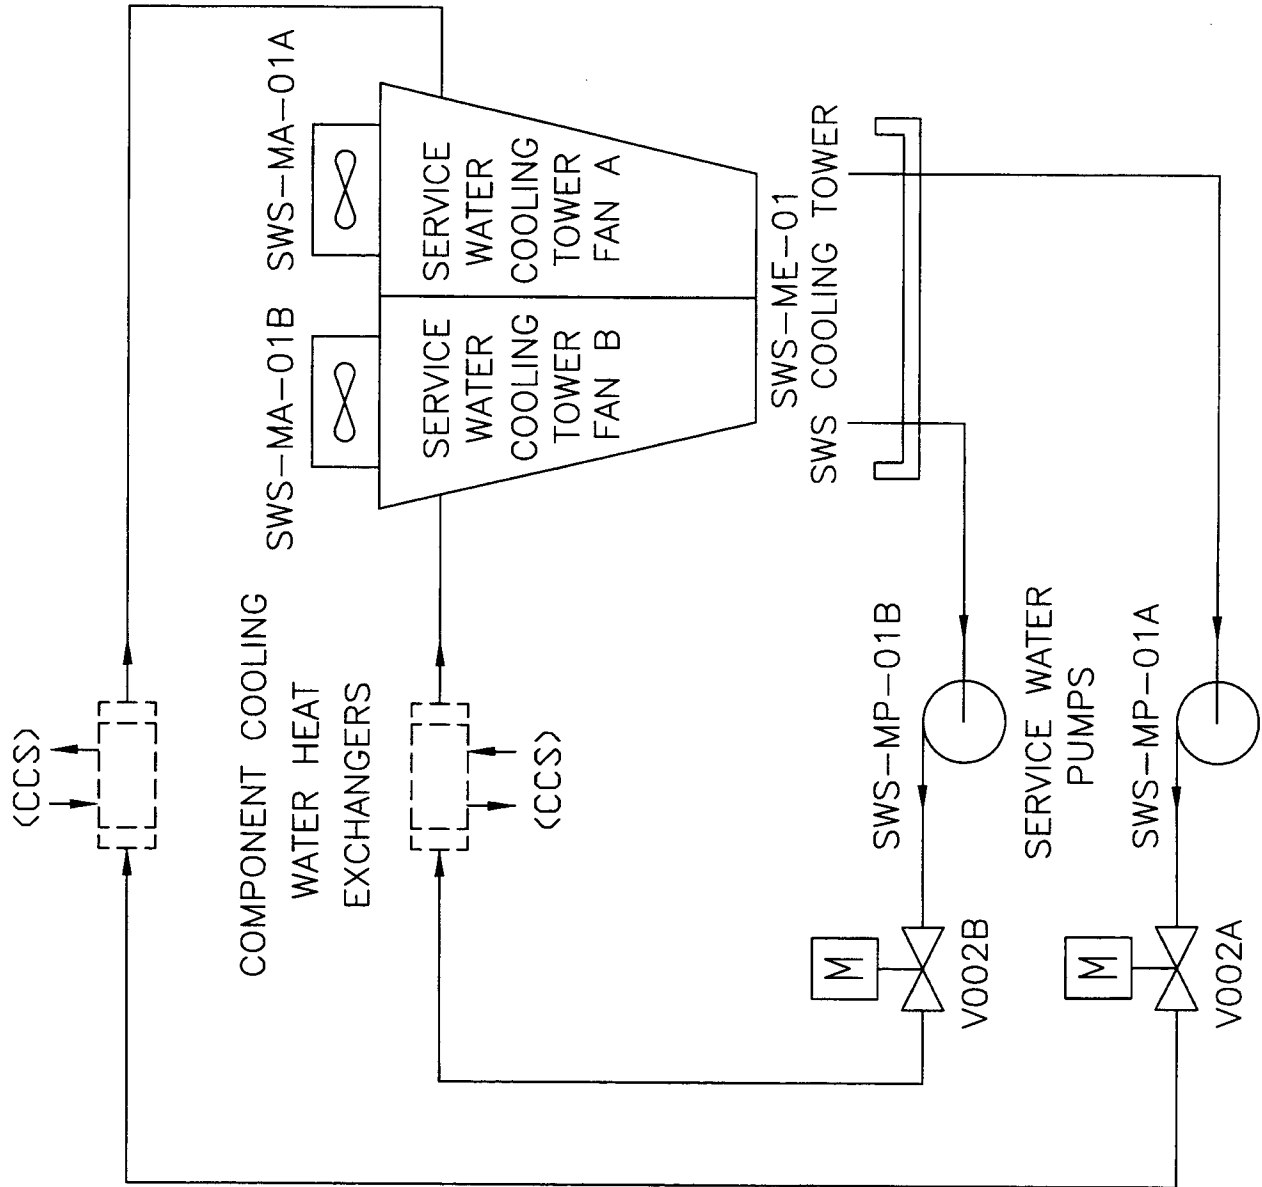 (CCS)
COMPONENT COOLING
WATER HEAT
EXCHANGERS
(CCS)
SWS-MA-01B
SWS-MA-01A
SERVICE
WATER
COOLING
TOWER
FAN B
SERVICE
WATER
COOLING
TOWER
FAN A
SWS-ME-01
SWS COOLING TOWER
M
V002B
SWS-MP-01B
SERVICE WATER
PUMPS
M
V002A
SWS-MP-01A